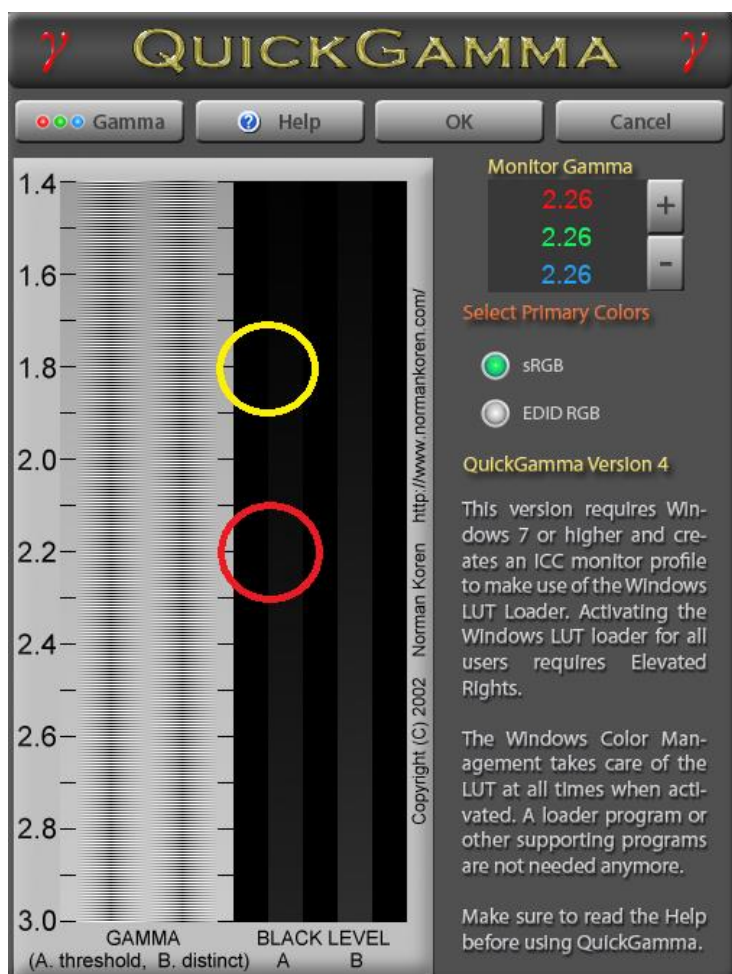 γ QUICKGAMMA γ
Gamma ? Help OK Cancel
1.4
1.6
1.8
2.0
2.2
2.4
2.6
2.8
3.0
GAMMA BLACK LEVEL
(A. threshold, B. distinct) A B
Copyright (C) 2002 Norman Koren http://www.normankoren.com/
Monitor Gamma
2.26
2.26
2.26
+
-
Select Primary Colors
sRGB
EDID RGB
QuickGamma Version 4
This version requires Win-
dows 7 or higher and cre-
ates an ICC monitor profile
to make use of the Windows
LUT Loader. Activating the
Windows LUT loader for all
users requires Elevated
Rights.
The Windows Color Man-
agement takes care of the
LUT at all times when acti-
vated. A loader program or
other supporting programs
are not needed anymore.
Make sure to read the Help
before using QuickGamma.